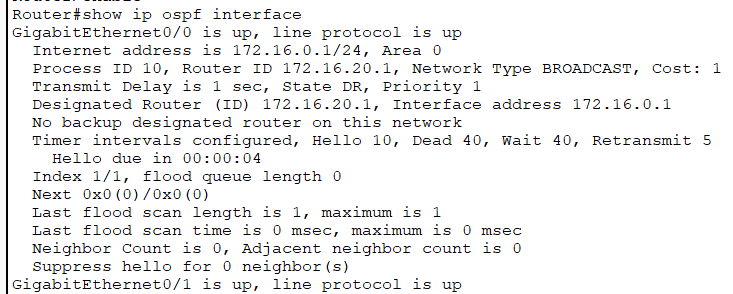 Router#show ip ospf interface
GigabitEthernet0/0 is up, line protocol is up
Internet address is 172.16.0.1/24, Area 0
Process ID 10, Router ID 172.16.20.1, Network Type BROADCAST, Cost: 1
Transmit Delay is 1 sec, State DR, Priority 1
Designated Router (ID) 172.16.20.1, Interface address 172.16.0.1
No backup designated router on this network
Timer intervals configured, Hello 10, Dead 40, Wait 40, Retransmit 5
Hello due in 00:00:04
Index 1/1, flood queue length 0
Next 0x0(0)/0x0(0)
Last flood scan length is 1, maximum is 1
Last flood scan time is 0 msec, maximum is 0 msec
Neighbor Count is 0, Adjacent neighbor count is 0
Suppress hello for 0 neighbor(s)
GigabitEthernet0/1 is up, line protocol is up